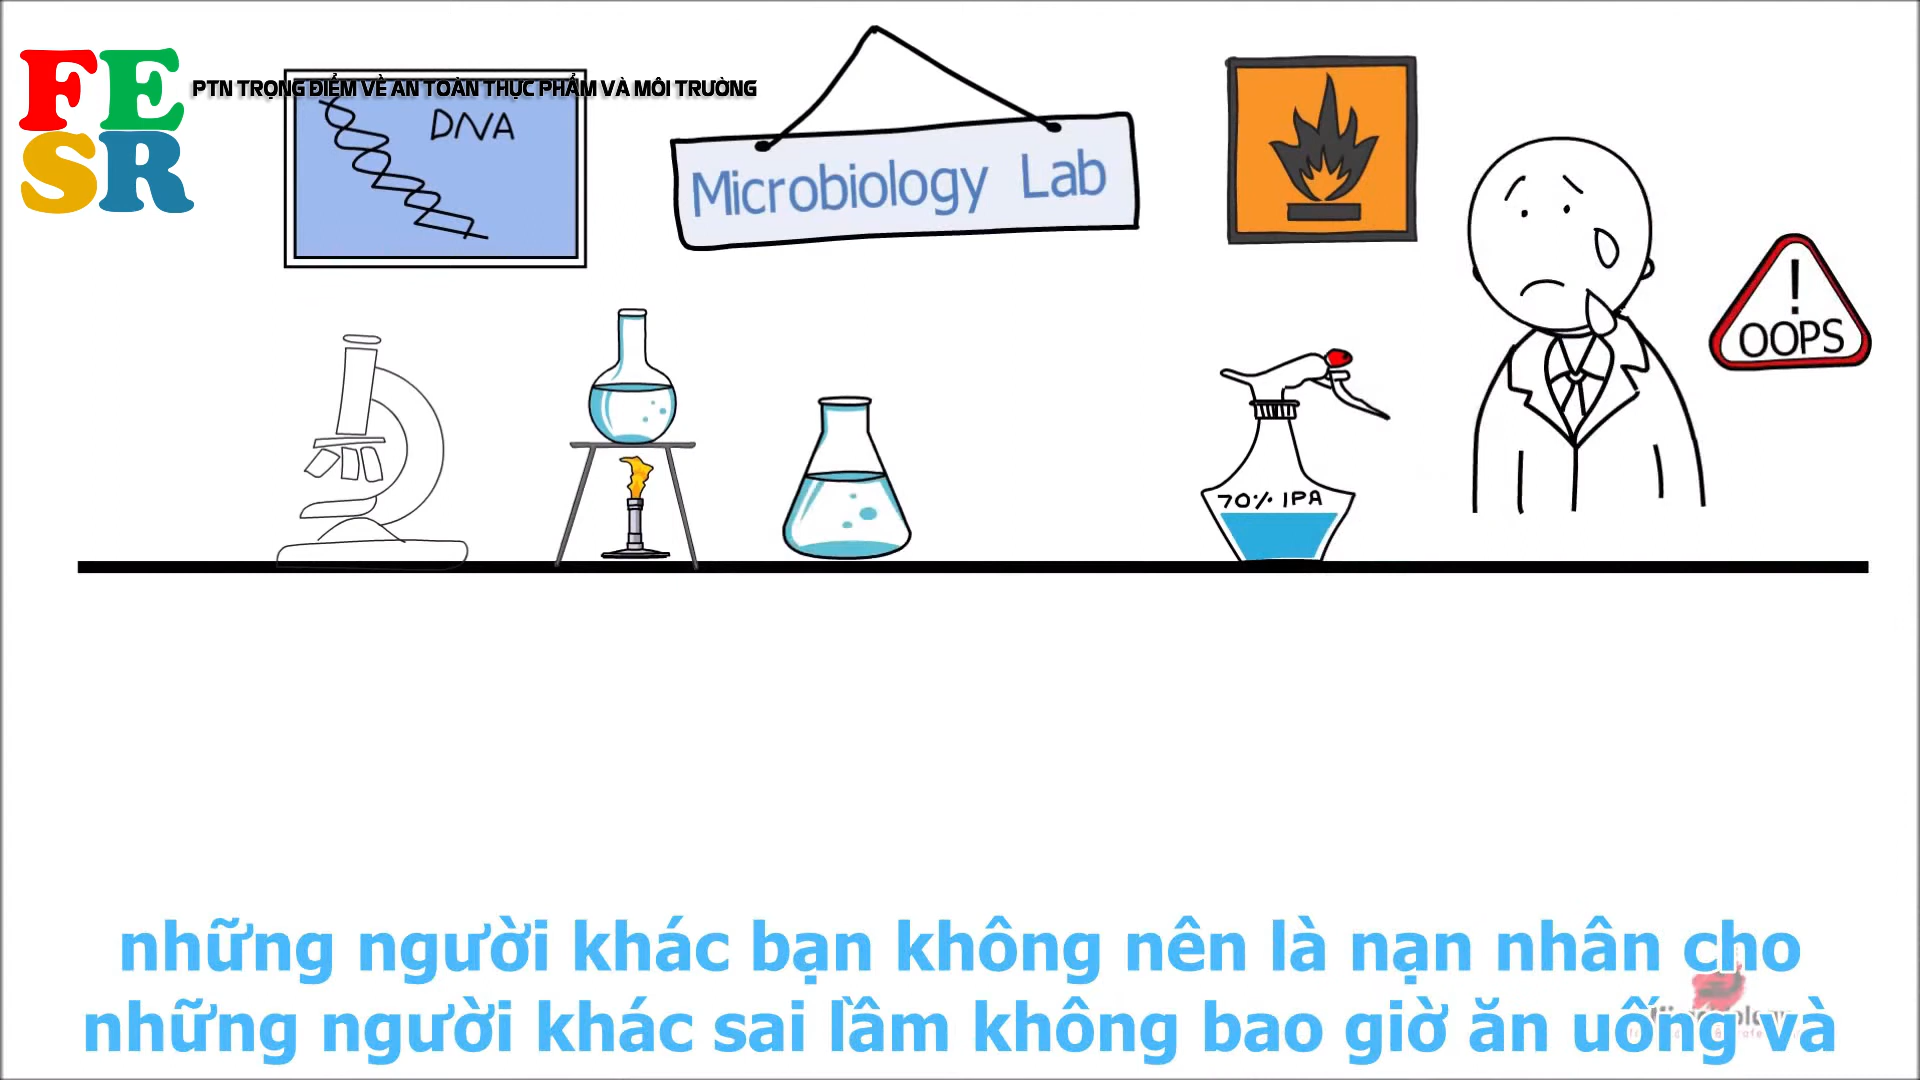 FE
SR
PTN TRỌNG ĐIỂM VỀ AN TOÀN THỰC PHẨM VÀ MÔI TRƯỜNG
DNA
Microbiology Lab
!
OOPS
70% IPA
những người khác bạn không nên là nạn nhân cho
những người khác sai lầm không bao giờ ăn uống và